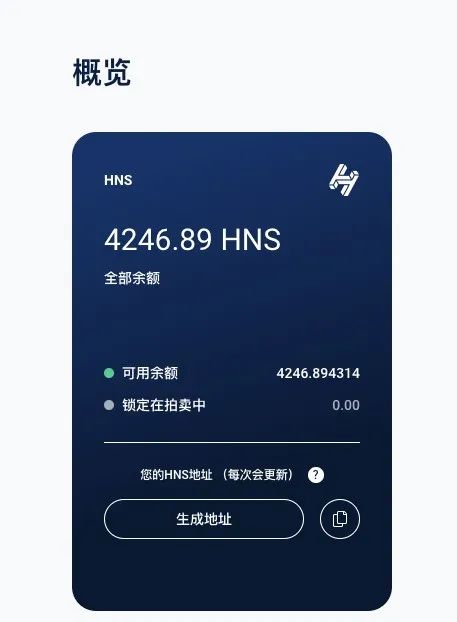 概览
HNS
4246.89 HNS
全部余额
可用余额 4246.894314
锁定在拍卖中 0.00
您的HNS地址 （每次会更新） ?
生成地址